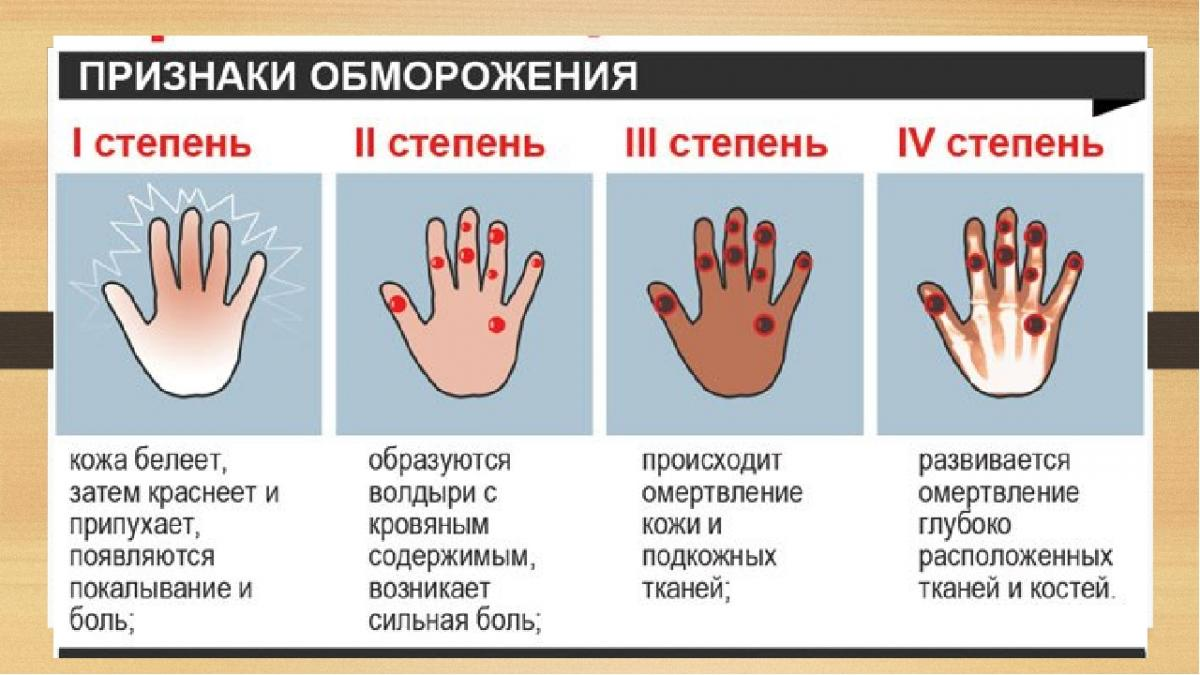 ПРИЗНАКИ ОБМОРОЖЕНИЯ
I степень
II степень
III степень
IV степень
кожа белеет,
затем краснеет и
припухает,
появляются
покалывание и
боль;
образуются
волдыри с
кровяным
содержимым,
возникает
сильная боль;
происходит
омертвление
кожи и
подкожных
тканей;
развивается
омертвление
глубоко
расположенных
тканей и костей.